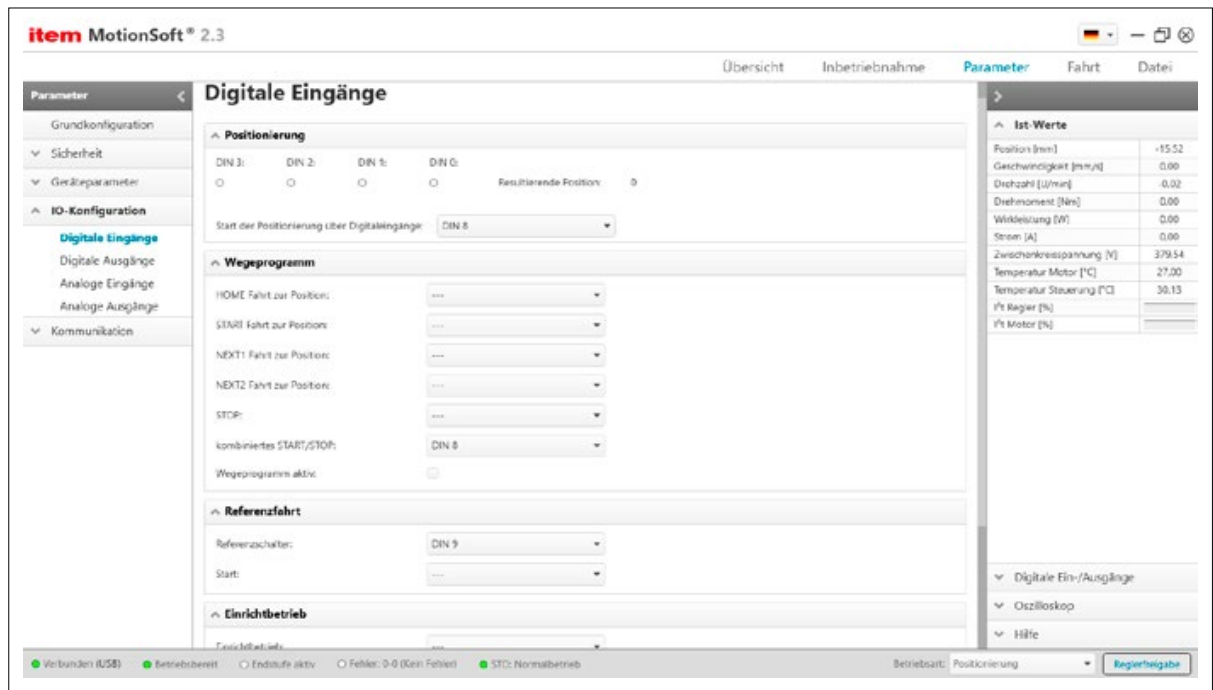 item MotionSoft® 2.3
Übersicht Inbetriebnahme Parameter Fahrt Datei
Parameter
Grundkonfiguration
Sicherheit
Geräteparameter
IO-Konfiguration
Digitale Eingänge
Digitale Ausgänge
Analoge Eingänge
Analoge Ausgänge
Kommunikation
Digitale Eingänge
Positionierung
DIN 3: DIN 2: DIN 1: DIN 0:
Resultierende Position: 0
Start der Positionierung über Digitaleingänge: DIN 8
Wegeprogramm
HOME Fahrt zur Position: ---
START Fahrt zur Position: ---
NEXT1 Fahrt zur Position: ---
NEXT2 Fahrt zur Position: ---
STOP: ---
kombiniertes START/STOP: DIN 8
Wegeprogramm aktiv:
Referenzfahrt
Referenzschalter: DIN 9
Start: ---
Einrichtbetrieb
Einrichtbetrieb: ---
Ist-Werte
Position [mm] -15.52
Geschwindigkeit [mm/s] 0,00
Drehzahl [U/min] -0,02
Drehmoment [Nm] 0,00
Wirkleistung [W] 0,00
Strom [A] 0,00
Zwischenkreisspannung [V] 379.54
Temperatur Motor [°C] 27,00
Temperatur Steuerung [°C] 30.13
I²t Regler [%]
I²t Motor [%]
Digitale Ein-/Ausgänge
Oszilloskop
Hilfe
Verbunden (USB) Betriebsbereit Endstufe aktiv Fehler: 0-0 (Kein Fehler) STO: Normalbetrieb Betriebsart: Positionierung Reglerfreigabe